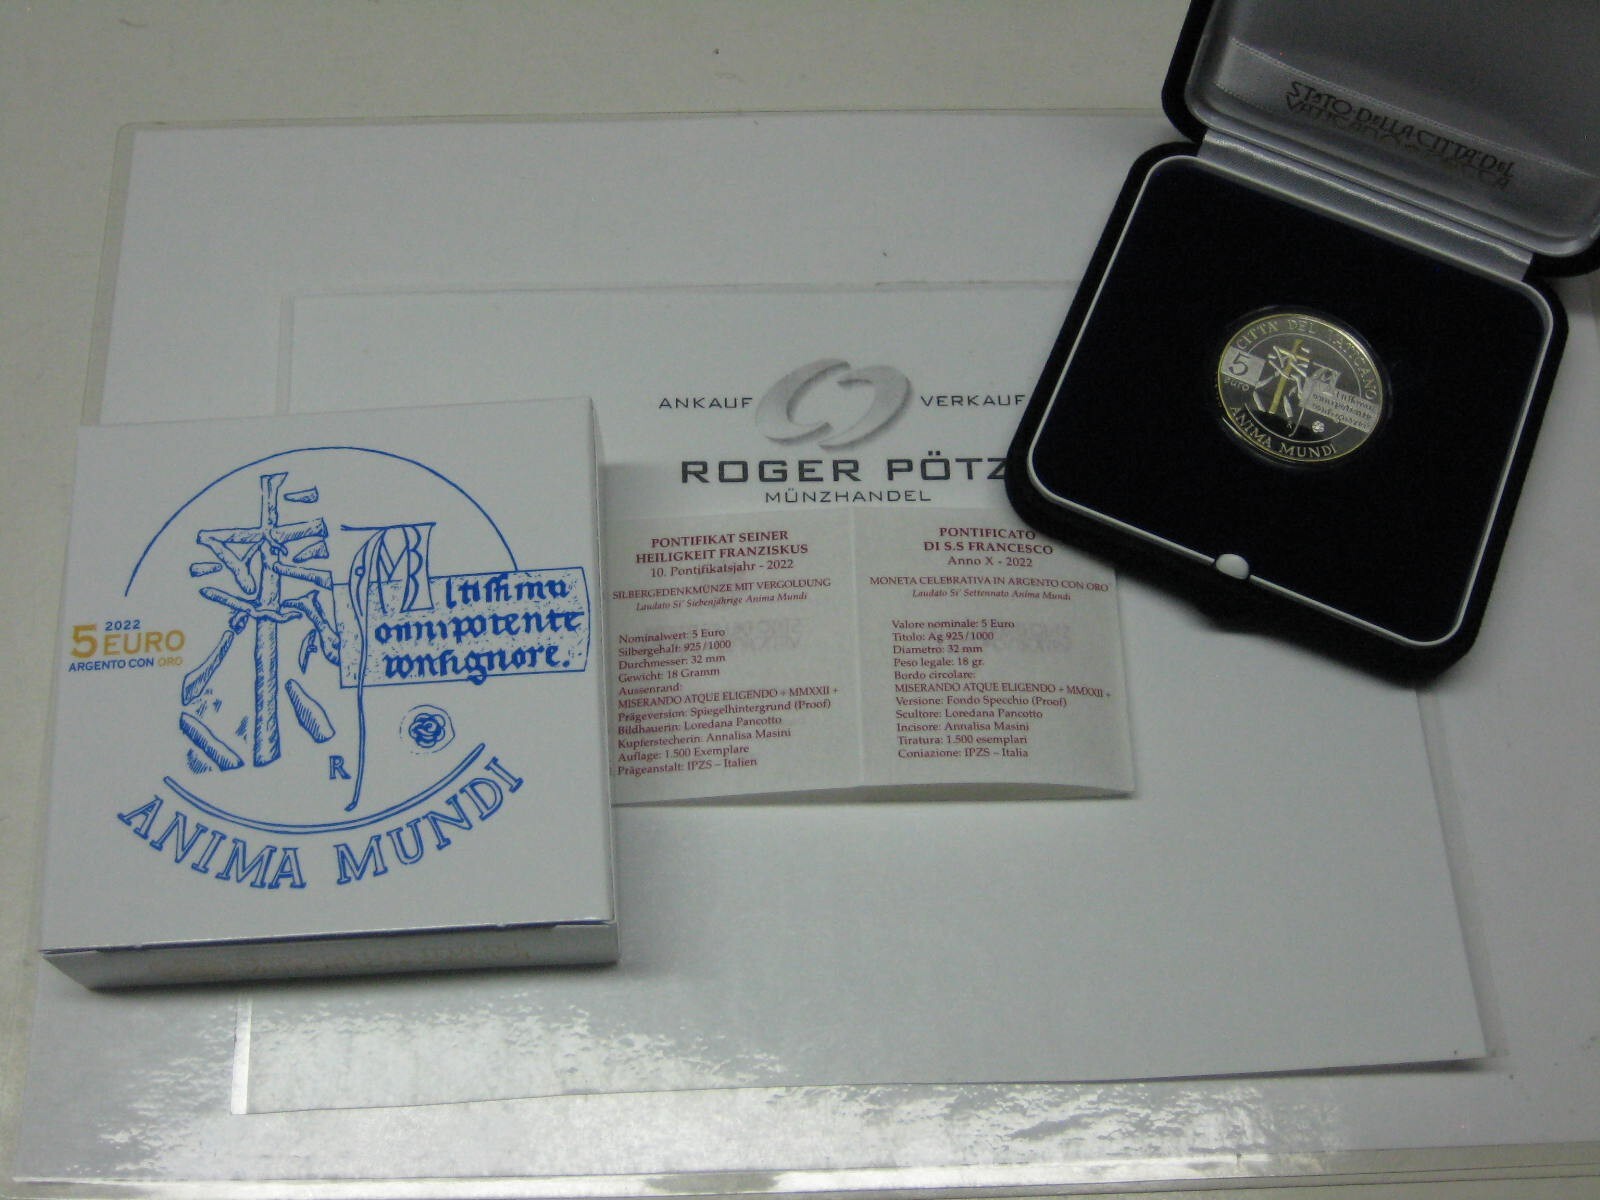 STATO DELLA CITTÀ DEL
CITTÀ DEL VATICANO
5
euro
ltissimu
onnipotente
bonsignore.
R
ANIMA MUNDI
ANKAUF
VERKAUF
ROGER PÖTZ
MÜNZHANDEL
2022
5 EURO
ARGENTO CON ORO
A
ltissimu
onnipotente
bonsignore.
R
ANIMA MUNDI
PONTIFIKAT SEINER
HEILIGKEIT FRANZISKUS
10. Pontifikatsjahr - 2022
SILBERGEDENKMÜNZE MIT VERGOLDUNG
Laudato Si' Siebenjährige Anima Mundi
Nominalwert: 5 Euro
Silbergehalt: 925/1000
Durchmesser: 32 mm
Gewicht: 18 Gramm
Aussenrand:
MISERANDO ATQUE ELIGENDO + MMXXII +
Prägeversion: Spiegelhintergrund (Proof)
Bildhauerin: Loredana Pancotto
Kupferstecherin: Annalisa Masini
Auflage: 1.500 Exemplare
Prägeanstalt: IPZS – Italien
PONTIFICATO
DI S.S FRANCESCO
Anno X - 2022
MONETA CELEBRATIVA IN ARGENTO CON ORO
Laudato Si' Settennato Anima Mundi
Valore nominale: 5 Euro
Titolo: Ag 925/1000
Diametro: 32 mm
Peso legale: 18 gr.
Bordo circolare:
MISERANDO ATQUE ELIGENDO + MMXXII +
Versione: Fondo Specchio (Proof)
Scultore: Loredana Pancotto
Incisore: Annalisa Masini
Tiratura: 1.500 esemplari
Coniazione: IPZS – Italia